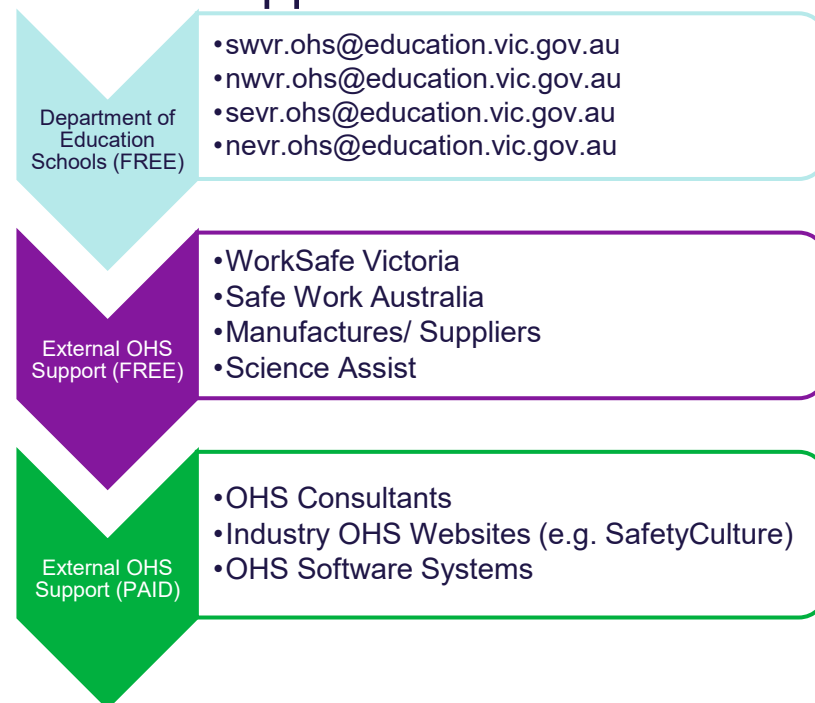 Department of
Education
Schools (FREE)
•swvr.ohs@education.vic.gov.au
•nwvr.ohs@education.vic.gov.au
•sevr.ohs@education.vic.gov.au
•nevr.ohs@education.vic.gov.au
External OHS
Support (FREE)
•WorkSafe Victoria
•Safe Work Australia
•Manufactures/ Suppliers
•Science Assist
External OHS
Support (PAID)
•OHS Consultants
•Industry OHS Websites (e.g. SafetyCulture)
•OHS Software Systems